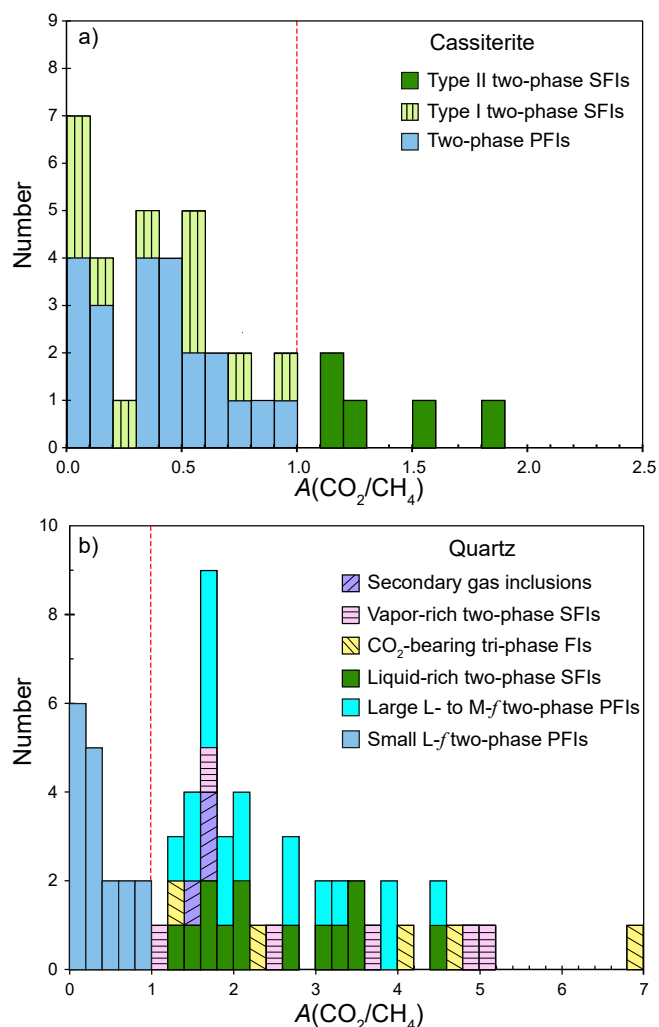 a)
Cassiterite
Type II two-phase SFIs
Type I two-phase SFIs
Two-phase PFIs
Number
9
8
7
6
5
4
3
2
1
0
0.0 0.5 1.0 1.5 2.0 2.5
A(CO₂/CH₄)
b)
Quartz
Secondary gas inclusions
Vapor-rich two-phase SFIs
CO₂-bearing tri-phase FIs
Liquid-rich two-phase SFIs
Large L- to M-f two-phase PFIs
Small L-f two-phase PFIs
Number
10
8
6
4
2
0
0 1 2 3 4 5 6 7
A(CO₂/CH₄)